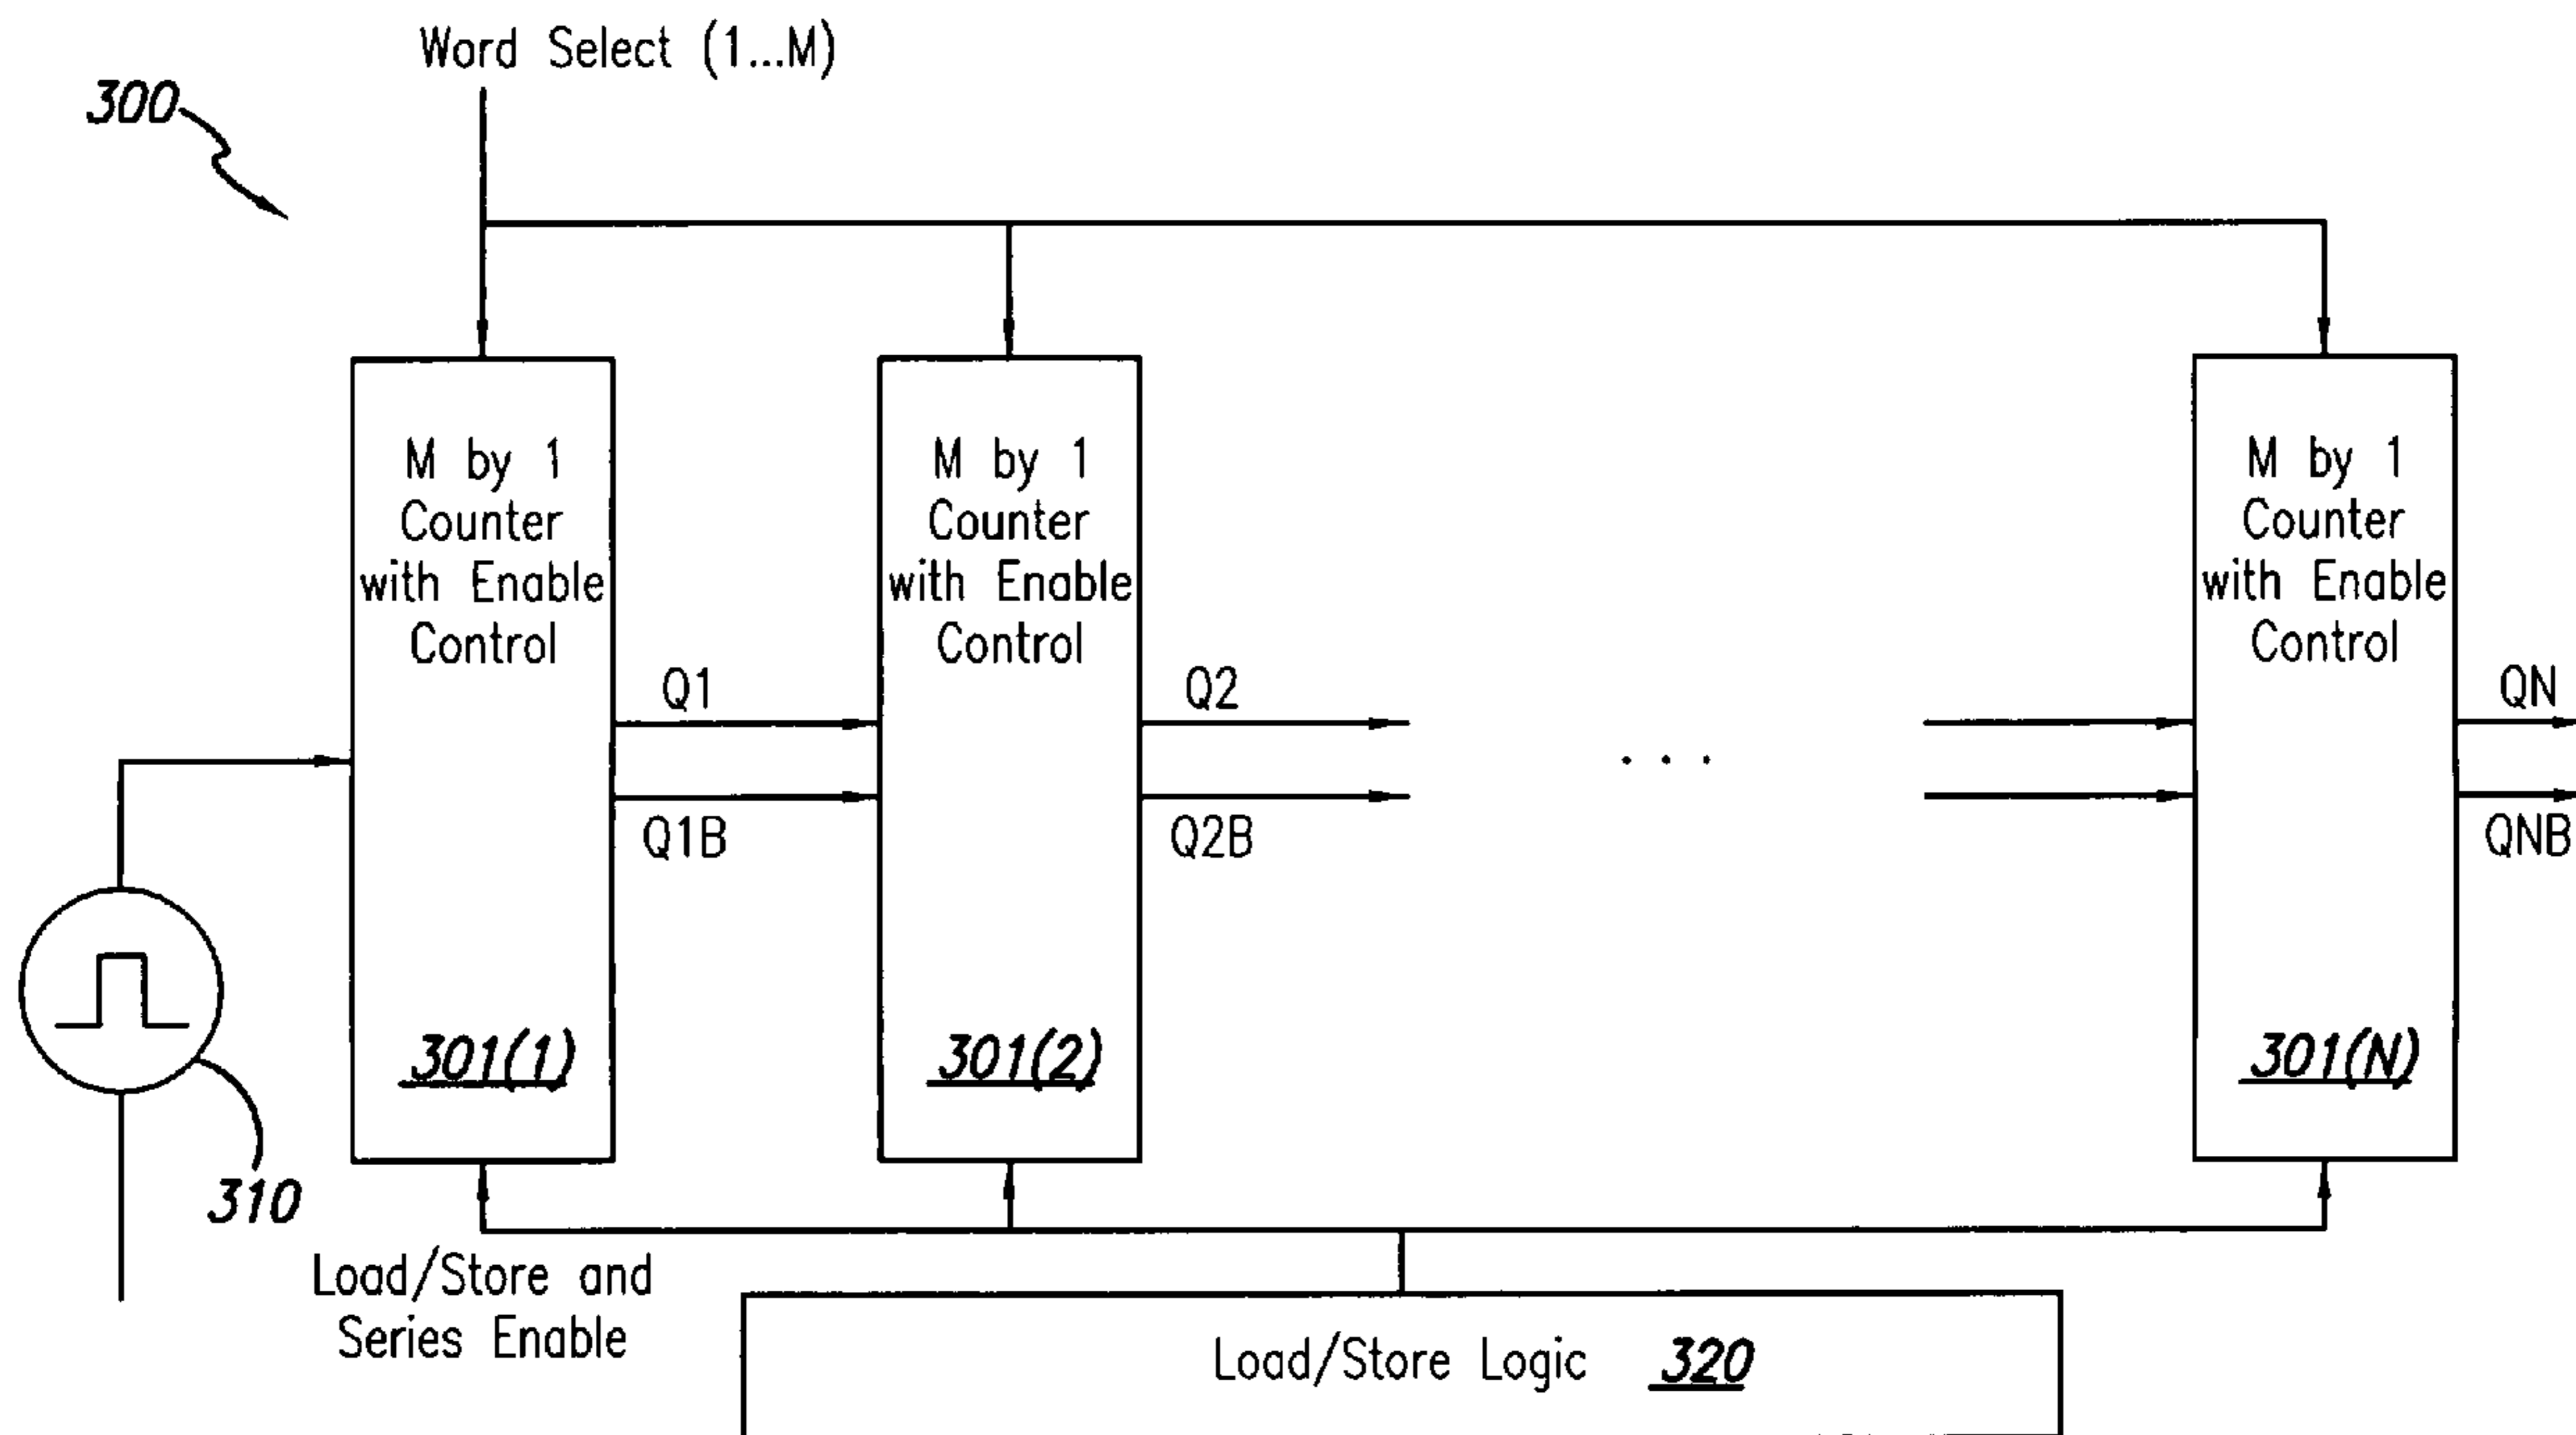 Word Select (1...M)
300
M by 1
Counter
with Enable
Control
301(1)
M by 1
Counter
with Enable
Control
301(2)
M by 1
Counter
with Enable
Control
301(N)
Q1
Q1B
Q2
Q2B
. . .
QN
QNB
310
Load/Store and
Series Enable
Load/Store Logic 320